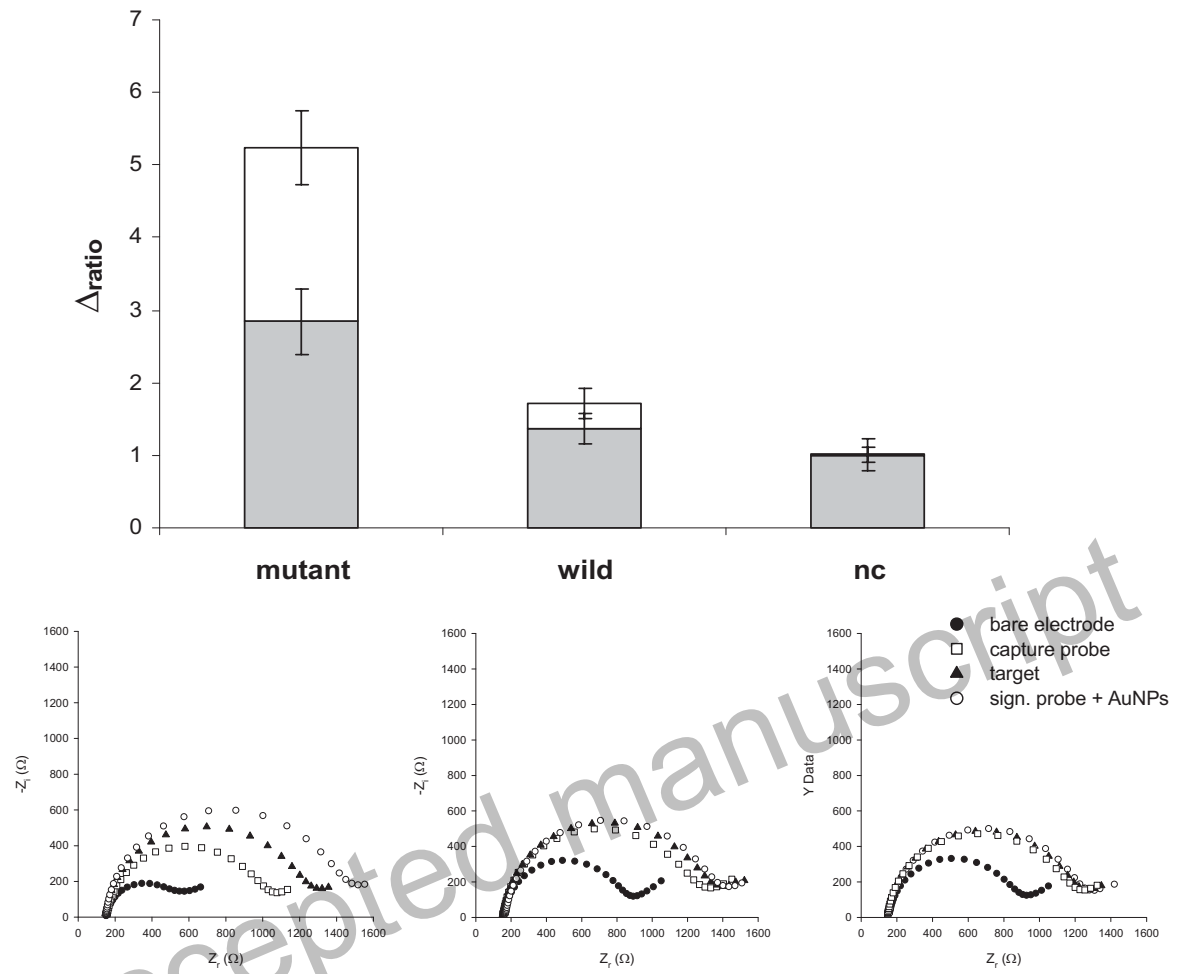 7
6
5
4
3
2
1
0
Δratio
mutant wild nc
1600
1400
1200
1000
800
600
400
200
0
-Zi (Ω)
0 200 400 600 800 1000 1200 1400 1600
Zr (Ω)
1600
1400
1200
1000
800
600
400
200
0
-Zi (Ω)
0 200 400 600 800 1000 1200 1400 1600
Zr (Ω)
1600
1400
1200
1000
800
600
400
200
0
Y Data
0 200 400 600 800 1000 1200 1400 1600
Zr (Ω)
bare electrode
capture probe
target
sign. probe + AuNPs
ccepted manuscript